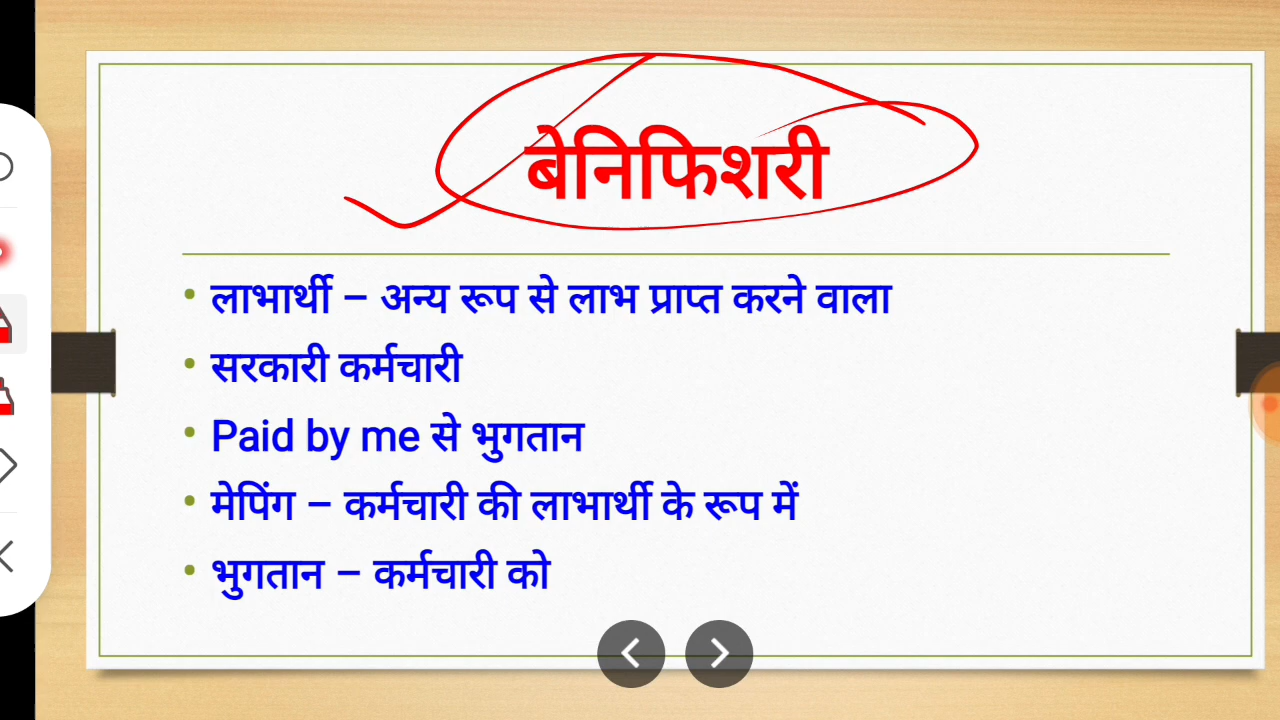 बेनिफिशरी
• लाभार्थी – अन्य रूप से लाभ प्राप्त करने वाला
• सरकारी कर्मचारी
• Paid by me से भुगतान
• मेपिंग – कर्मचारी की लाभार्थी के रूप में
• भुगतान – कर्मचारी को